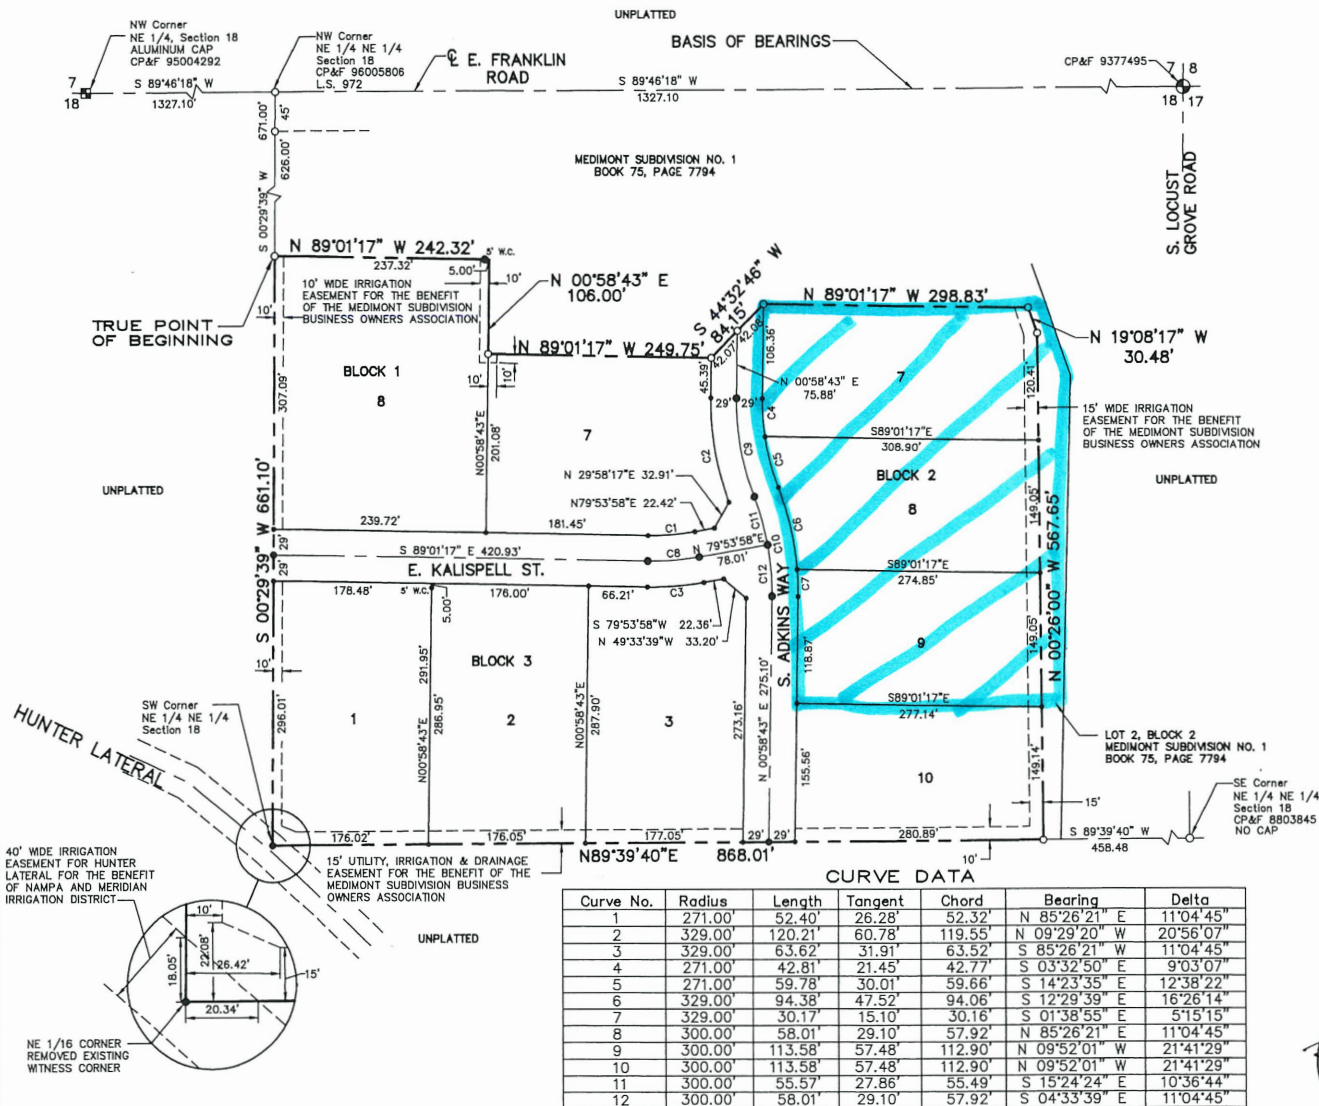 UNPLATTED
NW Corner
NE 1/4, Section 18
ALUMINUM CAP
CP&F 95004292
NW Corner
NE 1/4 NE 1/4
Section 18
CP&F 96005806
L.S. 972
℄ E. FRANKLIN
ROAD
BASIS OF BEARINGS
CP&F 9377495
7 8
18 17
7
18
S 89°46'18" W
1327.10'
S 89°46'18" W
1327.10
671.00'
45'
626.00'
S 00°29'39" W
MEDIMONT SUBDIVISION NO. 1
BOOK 75, PAGE 7794
S. LOCUST
GROVE ROAD
N 89°01'17" W 242.32'
237.32'
5' W.C.
5.00'
10'
10' WIDE IRRIGATION
EASEMENT FOR THE BENEFIT
OF THE MEDIMONT SUBDIVISION
BUSINESS OWNERS ASSOCIATION
10'
N 00°58'43" E
106.00'
S 44°32'46" W
84.15'
42.07'
42.08'
N 89°01'17" W 298.83'
N 19°08'17" W
30.48'
TRUE POINT
OF BEGINNING
N 89°01'17" W 249.75'
BLOCK 1
8
10'
10'
45.39'
106.36'
N 00°58'43" E
75.88'
29'
29'
C4
7
120.41'
15' WIDE IRRIGATION
EASEMENT FOR THE BENEFIT
OF THE MEDIMONT SUBDIVISION
BUSINESS OWNERS ASSOCIATION
307.09'
N00°58'43"E
201.08'
7
C2
C9
C5
S89°01'17"E
308.90'
BLOCK 2
8
149.05'
UNPLATTED
UNPLATTED
S 00°29'39" W 661.10'
N 29°58'17"E 32.91'
N79°53'58"E 22.42'
C11
C6
239.72'
181.45'
C1
29'
29'
S 89°01'17" E 420.93'
E. KALISPELL ST.
C8
N 79°53'58"E
78.01'
C10
C12
C7
S89°01'17"E
274.85'
N 00°26'00" W 567.65'
178.48'
5' W.C.
5.00'
176.00'
66.21'
C3
S 79°53'58"W 22.36'
N 49°33'39"W 33.20'
S. ADKINS WAY
9
149.05'
118.87'
10'
BLOCK 3
291.95'
N00°58'43"E
286.95'
N00°58'43"E
287.90'
N 00°58'43" E 275.10'
S89°01'17"E
277.14'
SW Corner
NE 1/4 NE 1/4
Section 18
296.01'
1
2
3
273.16'
155.56'
10
149.14'
LOT 2, BLOCK 2
MEDIMONT SUBDIVISION NO. 1
BOOK 75, PAGE 7794
HUNTER LATERAL
SE Corner
NE 1/4 NE 1/4
Section 18
CP&F 8803845
NO CAP
15'
176.02'
176.05'
177.05'
29'
29'
280.89'
10'
S 89°39'40" W
458.48
N89°39'40"E 868.01'
40' WIDE IRRIGATION
EASEMENT FOR HUNTER
LATERAL FOR THE BENEFIT
OF NAMPA AND MERIDIAN
IRRIGATION DISTRICT
15' UTILITY, IRRIGATION & DRAINAGE
EASEMENT FOR THE BENEFIT OF THE
MEDIMONT SUBDIVISION BUSINESS
OWNERS ASSOCIATION
UNPLATTED
10'
22.08'
18.05'
26.42'
15'
20.34'
NE 1/16 CORNER
REMOVED EXISTING
WITNESS CORNER
CURVE DATA
Curve No. Radius Length Tangent Chord Bearing Delta
1 271.00' 52.40' 26.28' 52.32' N 85°26'21" E 11°04'45"
2 329.00' 120.21' 60.78' 119.55' N 09°29'20" W 20°56'07"
3 329.00' 63.62' 31.91' 63.52' S 85°26'21" W 11°04'45"
4 271.00' 42.81' 21.45' 42.77' S 03°32'50" E 9°03'07"
5 271.00' 59.78' 30.01' 59.66' S 14°23'35" E 12°38'22"
6 329.00' 94.38' 47.52' 94.06' S 12°29'39" E 16°26'14"
7 329.00' 30.17' 15.10' 30.16' S 01°38'55" E 5°15'15"
8 300.00' 58.01' 29.10' 57.92' N 85°26'21" E 11°04'45"
9 300.00' 113.58' 57.48' 112.90' N 09°52'01" W 21°41'29"
10 300.00' 113.58' 57.48' 112.90' N 09°52'01" W 21°41'29"
11 300.00' 55.57' 27.86' 55.49' S 15°24'24" E 10°36'44"
12 300.00' 58.01' 29.10' 57.92' S 04°33'39" E 11°04'45"